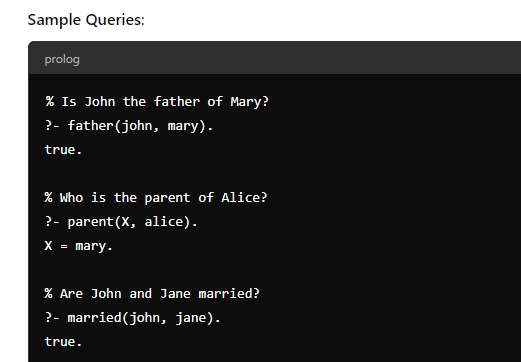 Sample Queries:
prolog
% Is John the father of Mary?
?- father(john, mary).
true.
% Who is the parent of Alice?
?- parent(X, alice).
X = mary.
% Are John and Jane married?
?- married(john, jane).
true.